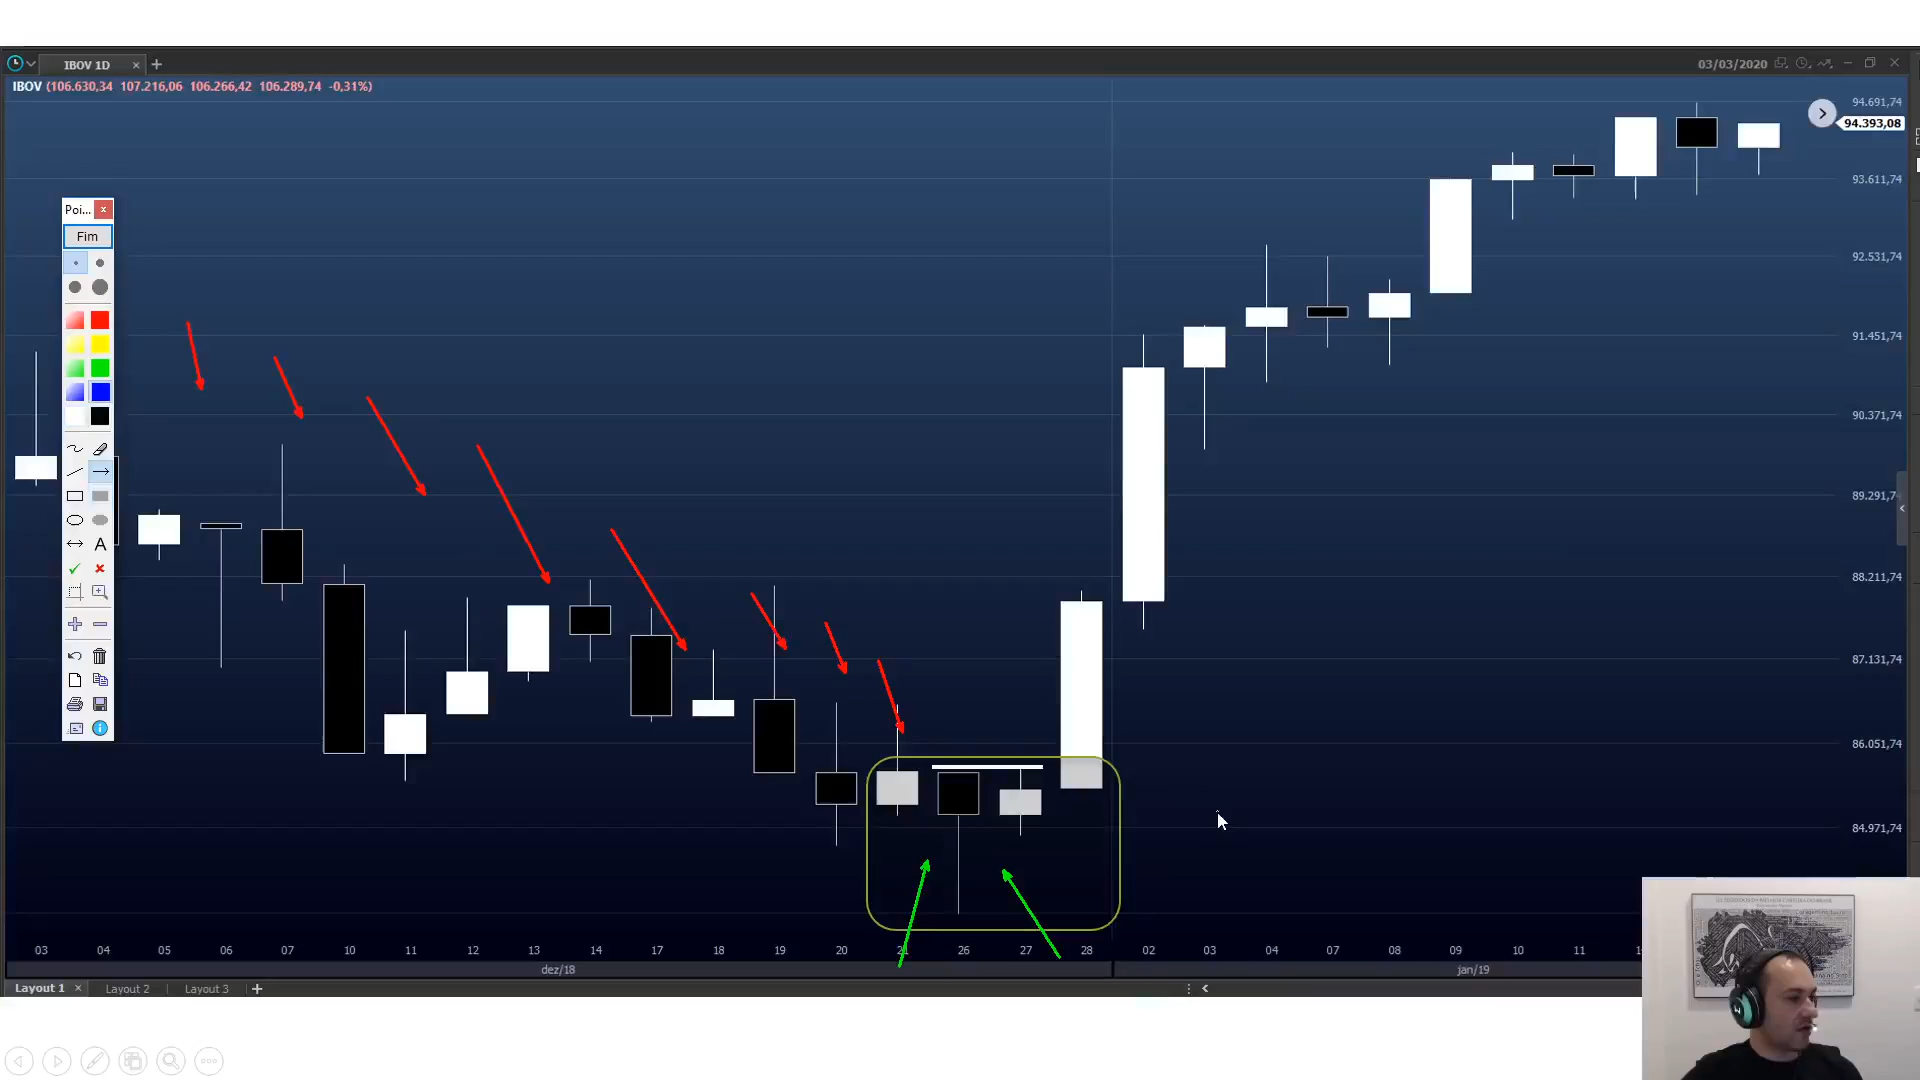 IBOV 1D
03/03/2020
IBOV (106.630,34 107.216,06 106.266,42 106.289,74 -0,31%)
94.691,74
94.393,08
93.611,74
92.531,74
91.451,74
90.371,74
89.291,74
88.211,74
87.131,74
86.051,74
84.971,74
Poi...
Fim
A
03 04 05 06 07 10 11 12 13 14 17 18 19 20 21 26 27 28 02 03 04 07 08 09 10 11
dez/18 jan/19
Layout 1 Layout 2 Layout 3